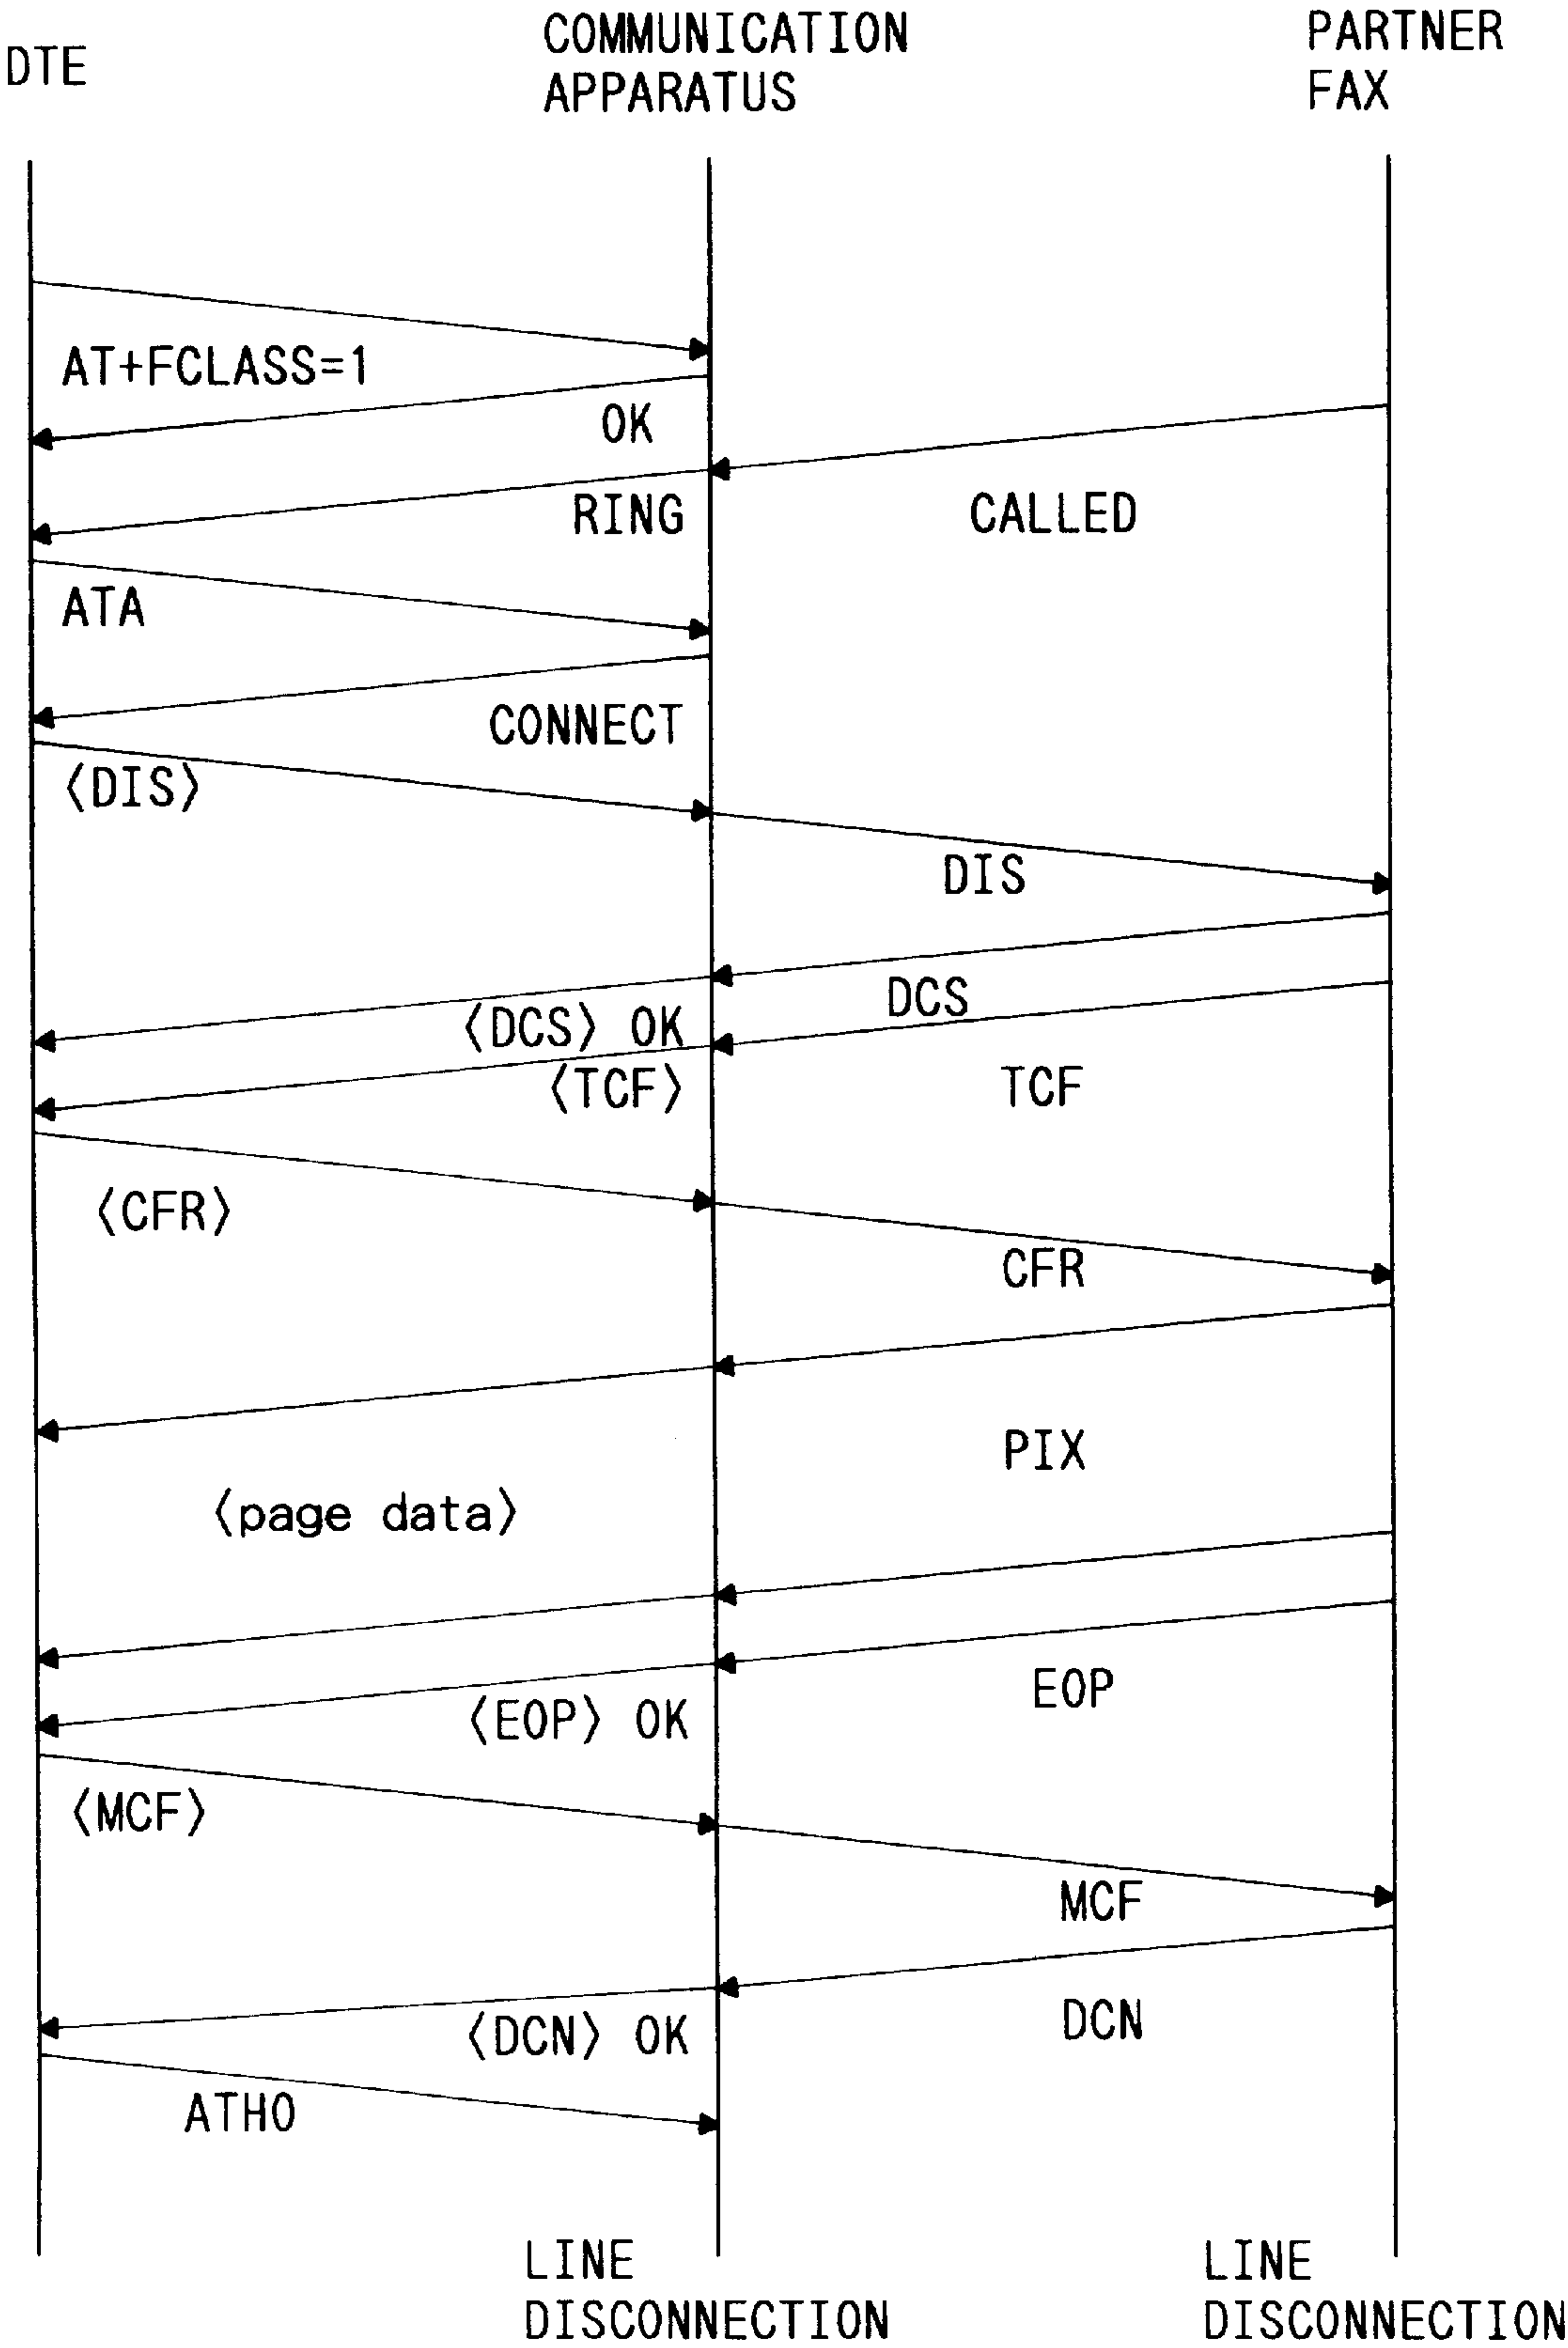 DTE
COMMUNICATION
APPARATUS
PARTNER
FAX
AT+FCLASS=1
OK
RING
CALLED
ATA
CONNECT
〈DIS〉
DIS
DCS
〈DCS〉 OK
〈TCF〉
TCF
〈CFR〉
CFR
PIX
〈page data〉
EOP
〈EOP〉 OK
〈MCF〉
MCF
DCN
〈DCN〉 OK
ATH0
LINE
DISCONNECTION
LINE
DISCONNECTION